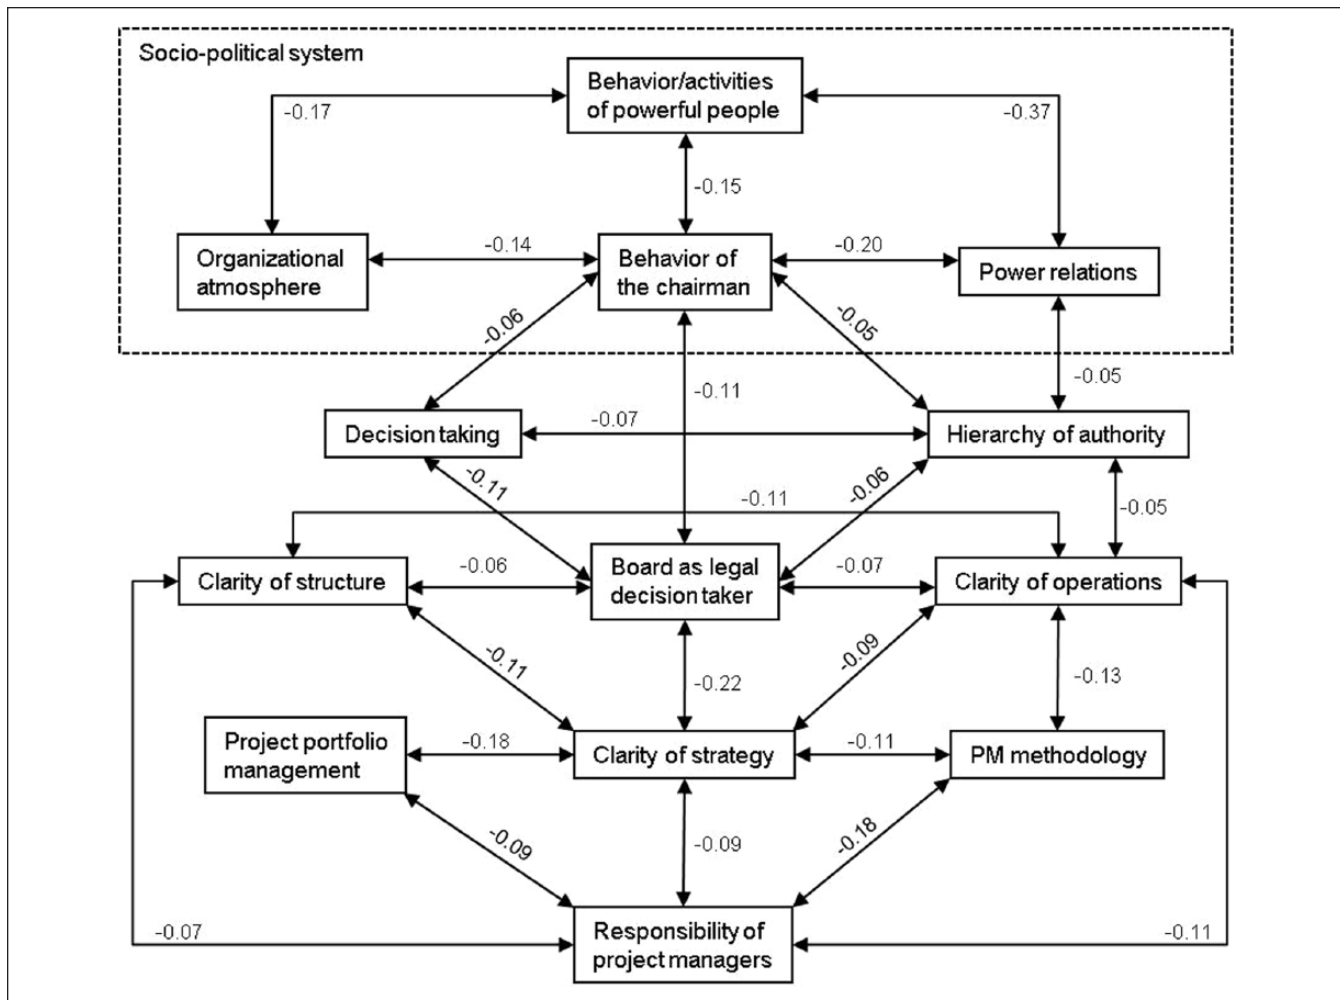 Socio-political system
Behavior/activities
of powerful people
-0.17
-0.37
-0.15
Organizational
atmosphere
-0.14
Behavior of
the chairman
-0.20
Power relations
-0.06
-0.05
-0.11
-0.05
Decision taking
-0.07
Hierarchy of authority
-0.11
-0.06
-0.11
-0.05
Clarity of structure
-0.06
Board as legal
decision taker
-0.07
Clarity of operations
-0.11
-0.22
-0.09
-0.13
Project portfolio
management
-0.18
Clarity of strategy
-0.11
PM methodology
-0.09
-0.09
-0.18
-0.07
Responsibility of
project managers
-0.11